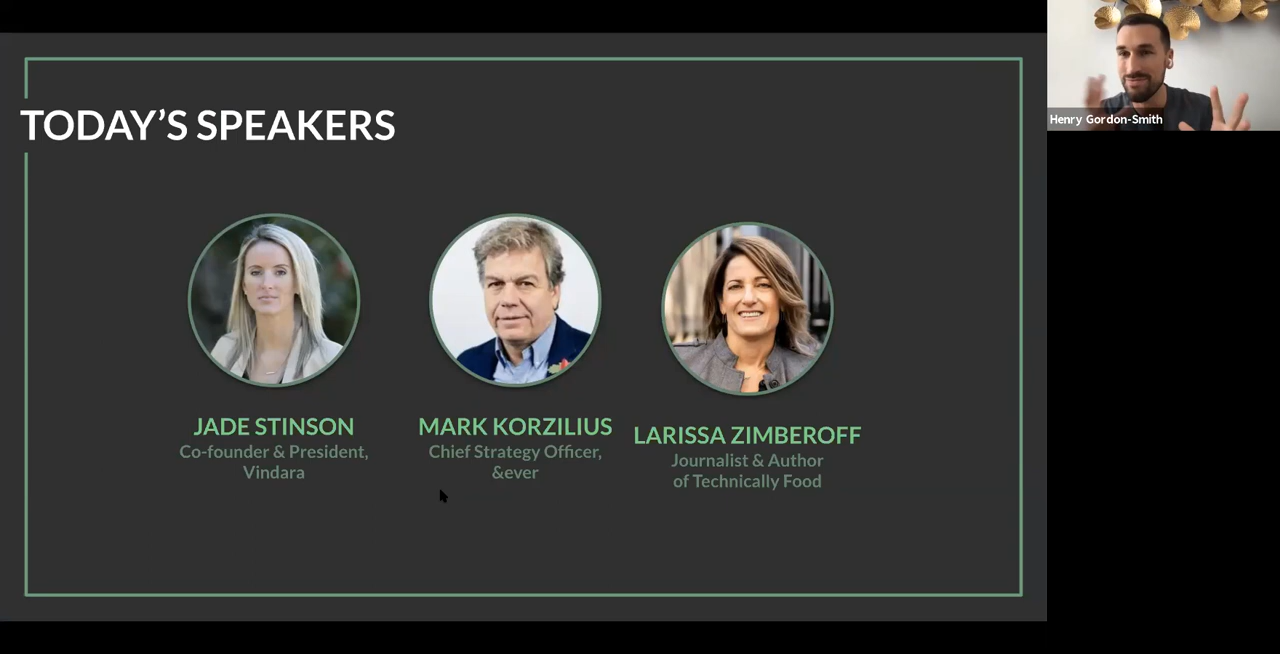 TODAY’S SPEAKERS
Henry Gordon-Smith
JADE STINSON
Co-founder & President,
Vindara
MARK KORZILIUS
Chief Strategy Officer,
&ever
LARISSA ZIMBEROFF
Journalist & Author
of Technically Food